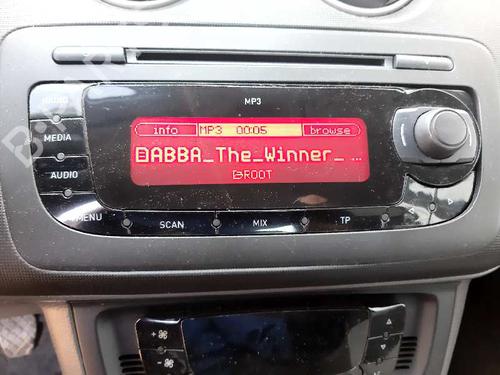 MP3
info MP3 00:05 browse
ABBA_The_Winner_ ...
ROOT
MEDIA
AUDIO
MENU SCAN MIX TP